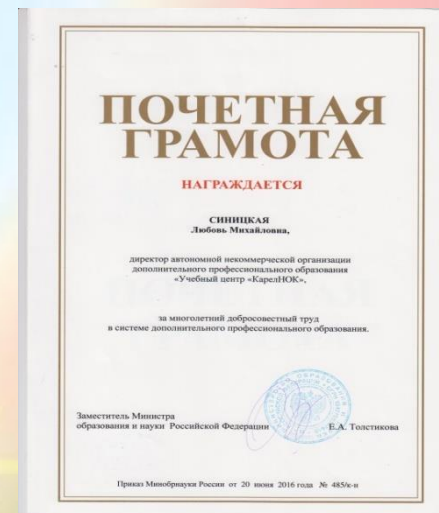 ПОЧЕТНАЯ
ГРАМОТА
НАГРАЖДАЕТСЯ
СИНИЦКАЯ
Любовь Михайловна,
директор автономной некоммерческой организации
дополнительного профессионального образования
«Учебный центр «КарелНОК»,
за многолетний добросовестный труд
в системе дополнительного профессионального образования.
Заместитель Министра
образования и науки Российской Федерации Е.А. Толстикова
Приказ Минобрнауки России от 20 июня 2016 года № 485/к-н